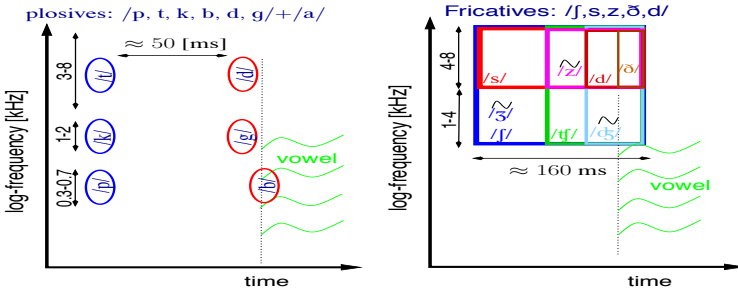 plosives: /p, t, k, b, d, g/+/a/
≈ 50 [ms]
log-frequency [kHz]
3-8
1-2
0.3-0.7
/t/
/d/
/k/
/g/
/p/
/b/
vowel
time
Fricatives: /ʃ,s,z,ð,d/
log-frequency [kHz]
4-8
1-4
/s/
~
/z/
/d/
/ð/
~
/ʒ/
/ʃ/
/tʃ/
~
/ʤ/
≈ 160 ms
vowel
time